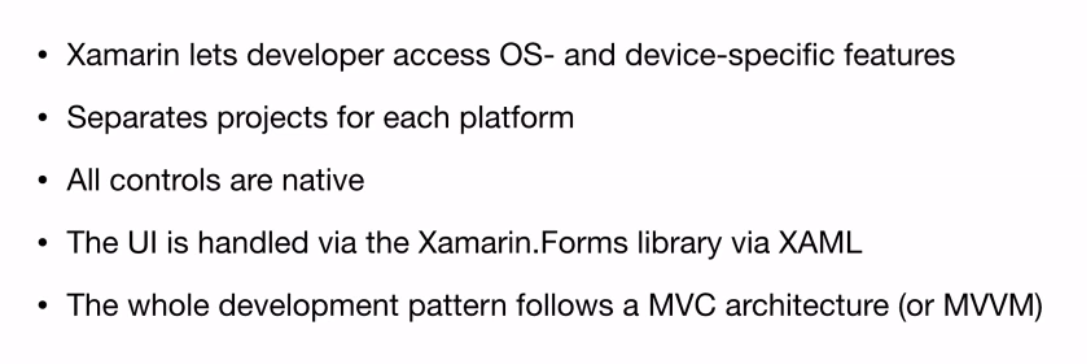 • Xamarin lets developer access OS- and device-specific features
• Separates projects for each platform
• All controls are native
• The UI is handled via the Xamarin.Forms library via XAML
• The whole development pattern follows a MVC architecture (or MVVM)